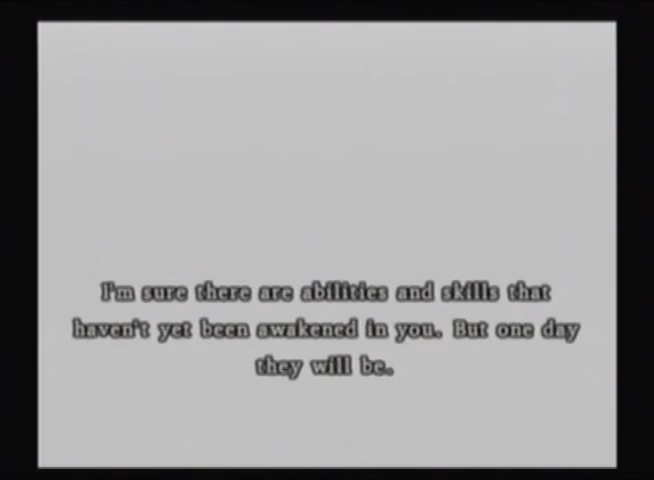 I'm sure there are abilities and skills that
haven't yet been awakened in you. But one day
they will be.